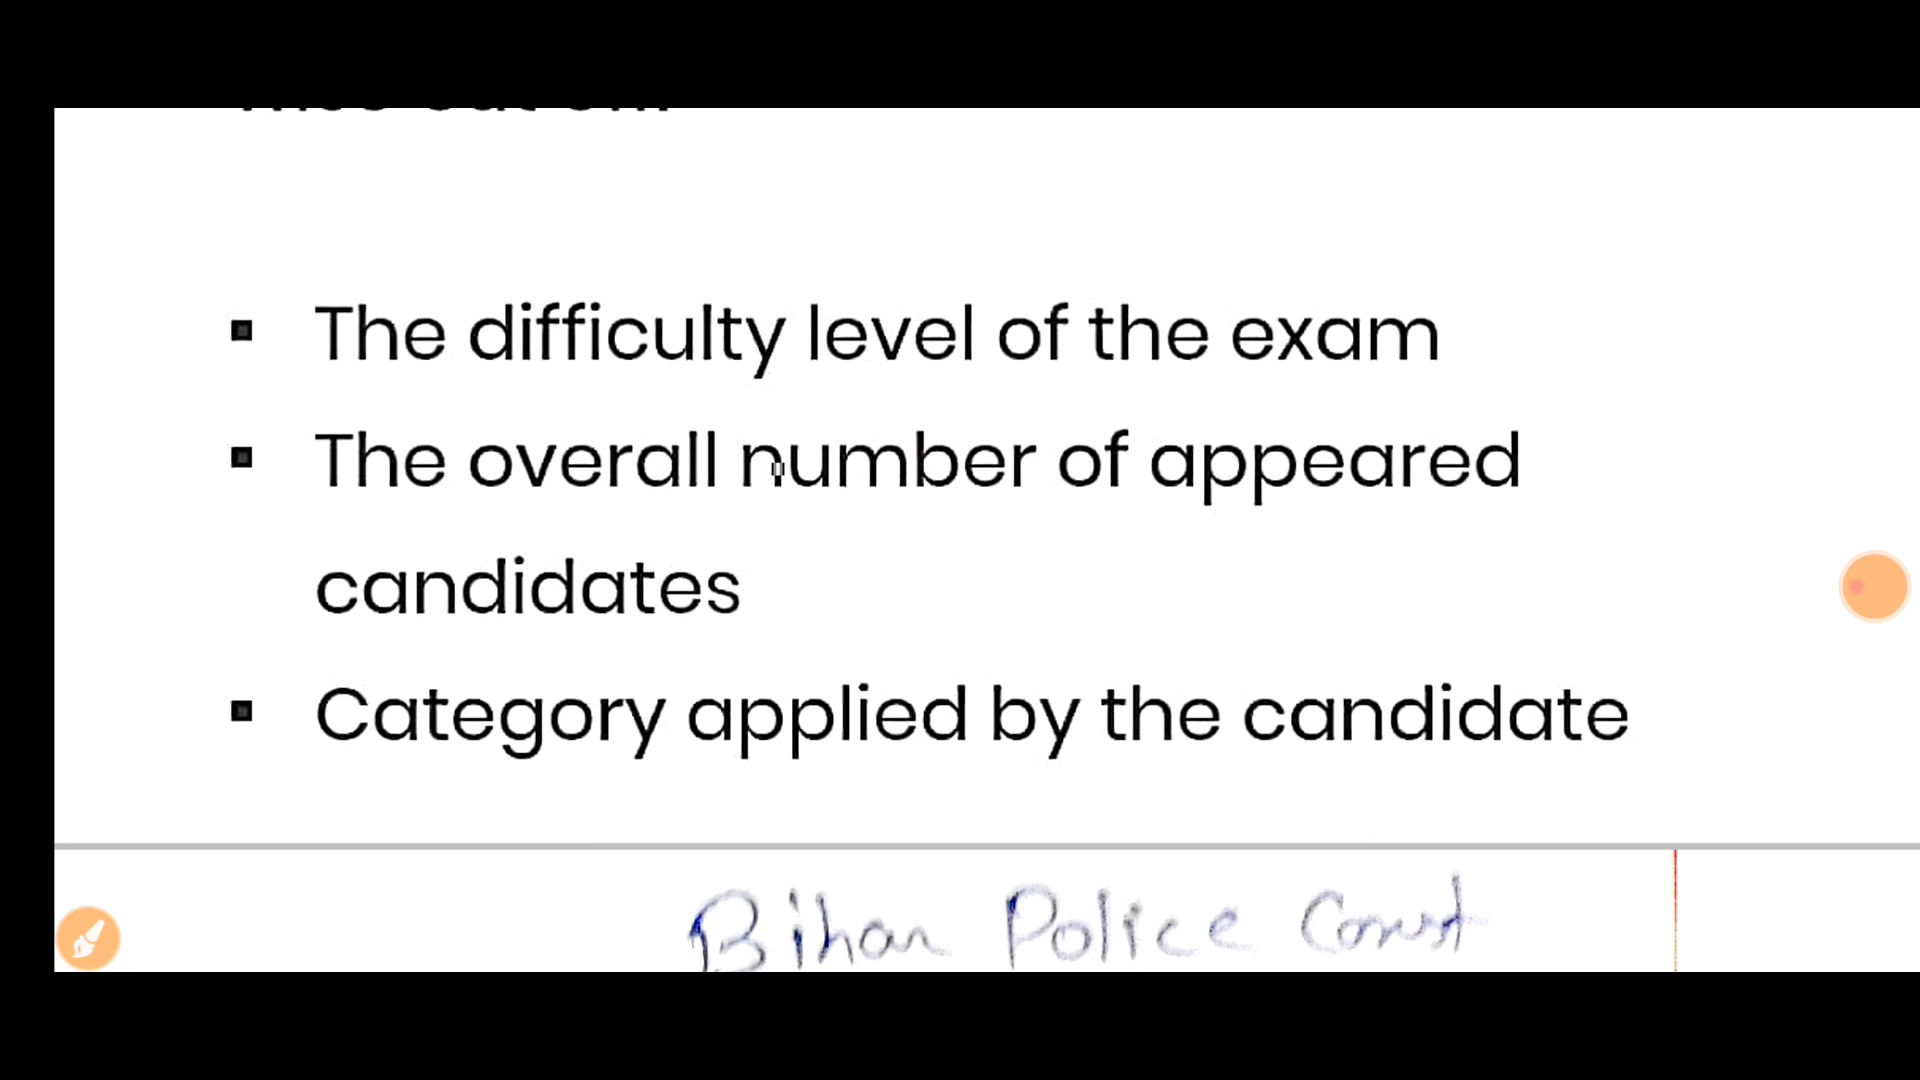 The difficulty level of the exam
The overall number of appeared
candidates
Category applied by the candidate
Bihar Police Const